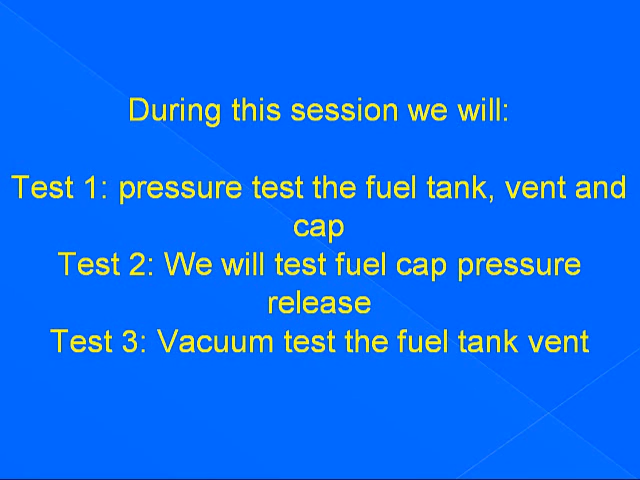 During this session we will:
Test 1: pressure test the fuel tank, vent and
cap
Test 2: We will test fuel cap pressure
release
Test 3: Vacuum test the fuel tank vent